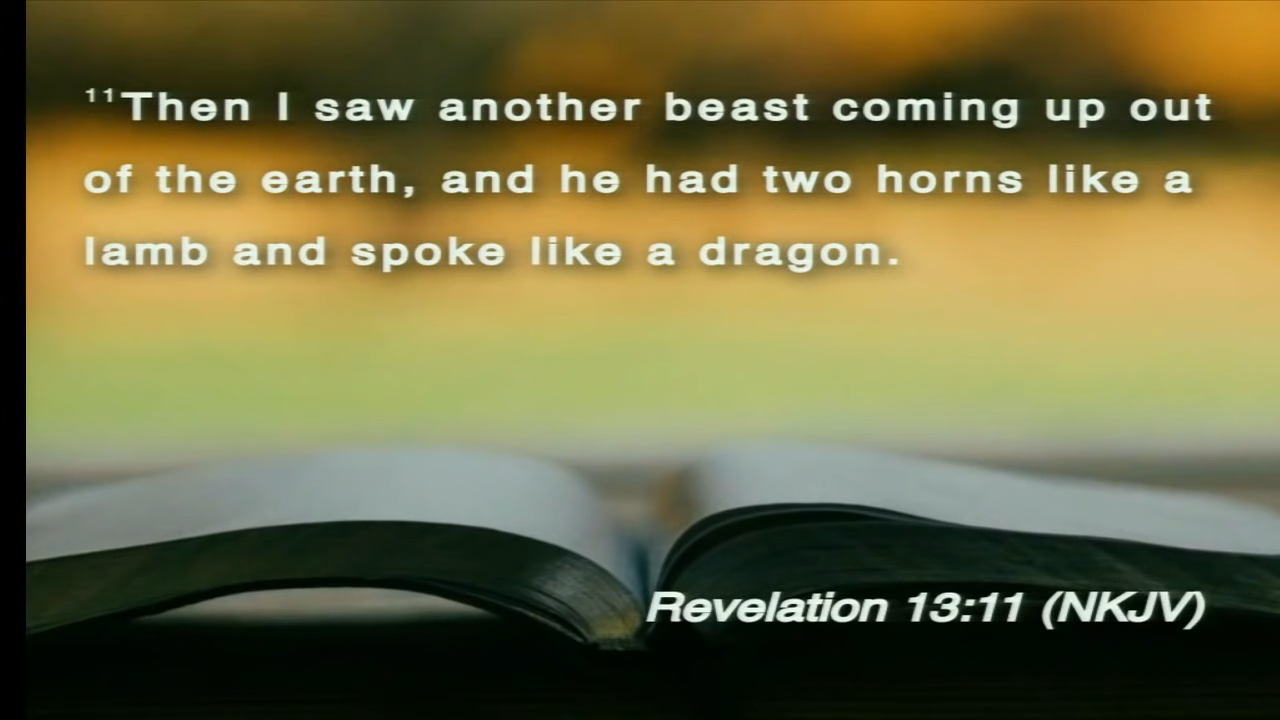 ¹¹Then I saw another beast coming up out
of the earth, and he had two horns like a
lamb and spoke like a dragon.
Revelation 13:11 (NKJV)